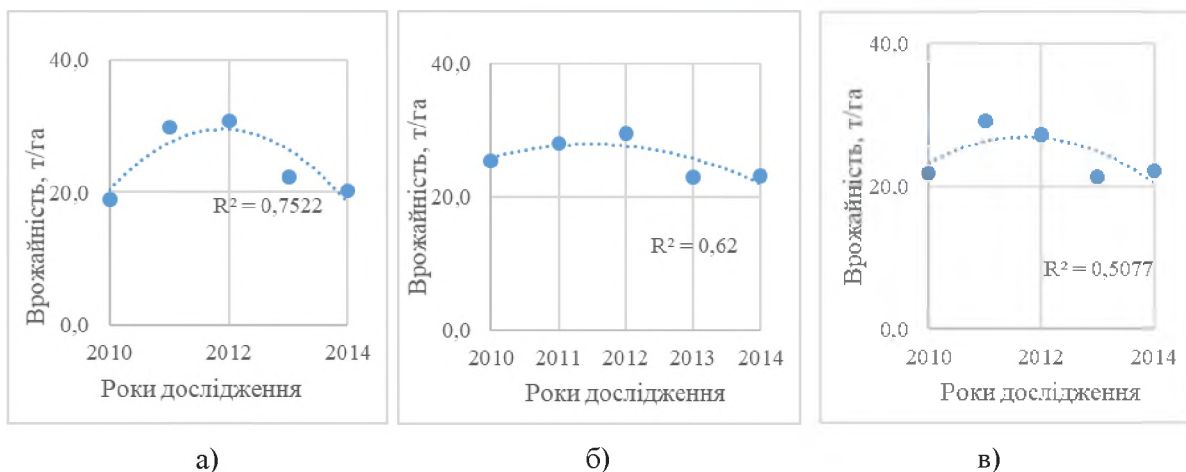 Врожайність, т/га
40,0
20,0
0,0
R² = 0,7522
2010 2012 2014
Роки дослідження
а)
Врожайність, т/га
40,0
20,0
0,0
R² = 0,62
2010 2011 2012 2013 2014
Роки дослідження
б)
Врожайність, т/га
40,0
20,0
0,0
R² = 0,5077
2010 2012 2014
Роки дослідження
в)